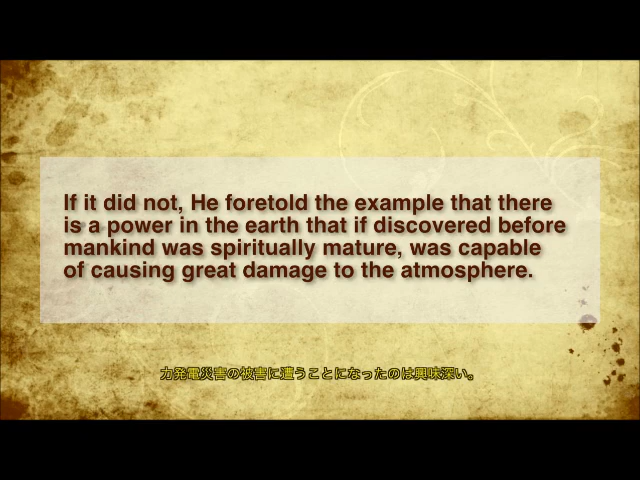 If it did not, He foretold the example that there
is a power in the earth that if discovered before
mankind was spiritually mature, was capable
of causing great damage to the atmosphere.
力発電災害の被害に遭うことになったのは興味深い。